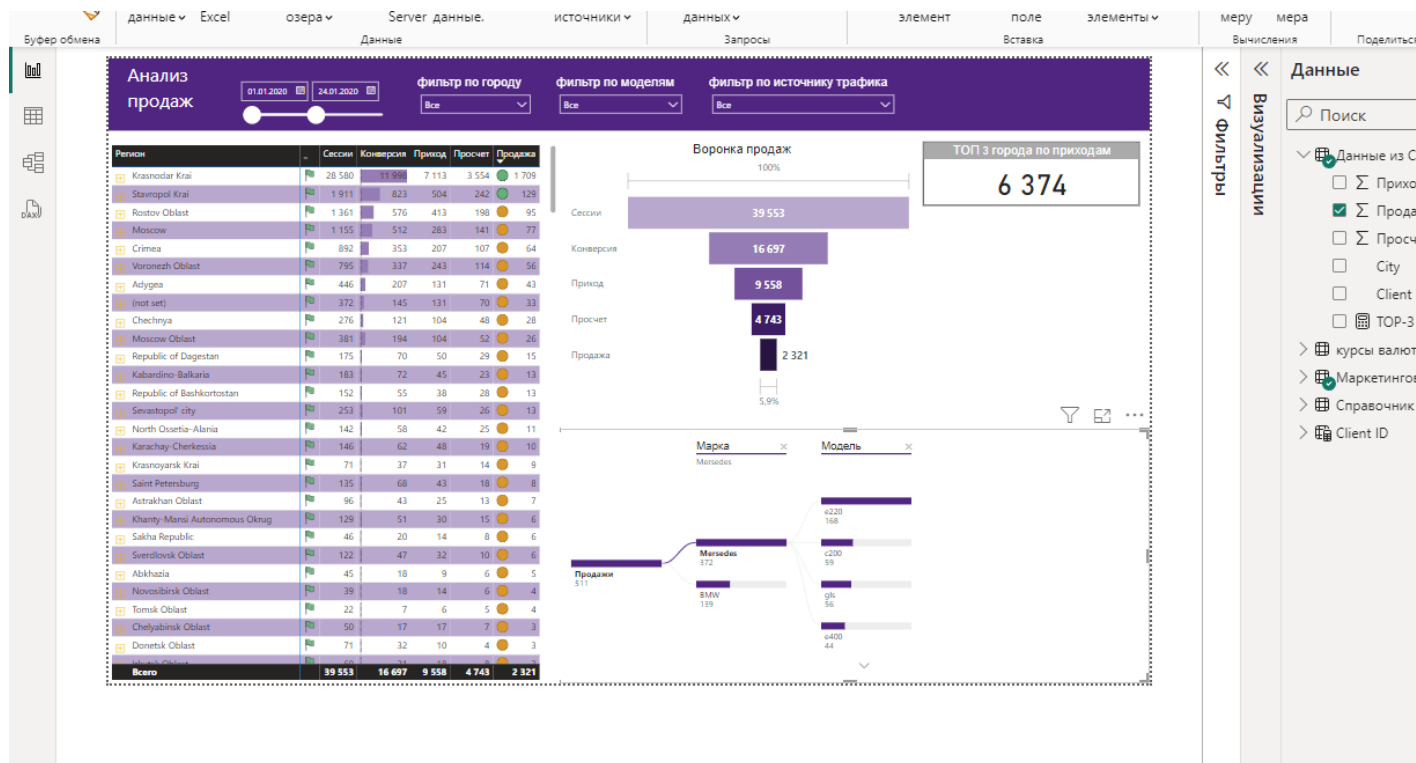 данные Excel озера Server данные. источники данных элемент поле элементы меру мера
Буфер обмена Данные Запросы Вставка Вычисления Поделиться
Анализ
продаж
01.01.2020 24.01.2020
фильтр по городу
Все
фильтр по моделям
Все
фильтр по источнику трафика
Все
Регион Сессии Конверсия Приход Просчет Продажа
Krasnodar Krai 28 580 11 998 7 113 3 554 1 709
Stavropol Krai 1 911 823 504 242 129
Rostov Oblast 1 361 576 413 198 95
Moscow 1 155 512 283 141 77
Crimea 892 353 207 107 64
Voronezh Oblast 795 337 243 114 56
Adygea 446 207 131 71 43
(not set) 372 145 131 70 33
Chechnya 276 121 104 48 28
Moscow Oblast 381 194 104 52 26
Republic of Dagestan 175 70 50 29 15
Kabardino-Balkaria 183 72 45 23 13
Republic of Bashkortostan 152 55 38 28 13
Sevastopol' city 253 101 59 26 13
North Ossetia-Alania 142 58 42 25 11
Karachay-Cherkessia 146 62 48 19 10
Krasnoyarsk Krai 71 37 31 14 9
Saint Petersburg 135 68 43 18 8
Astrakhan Oblast 96 43 25 13 7
Khanty-Mansi Autonomous Okrug 129 51 30 15 6
Sakha Republic 46 20 14 8 6
Sverdlovsk Oblast 122 47 32 10 6
Abkhazia 45 18 9 6 5
Novosibirsk Oblast 39 18 14 6 4
Tomsk Oblast 22 7 6 5 4
Chelyabinsk Oblast 50 17 17 7 3
Donetsk Oblast 71 32 10 4 3
Всего 39 553 16 697 9 558 4 743 2 321
Воронка продаж
100%
Сессии 39 553
Конверсия 16 697
Приход 9 558
Просчет 4 743
Продажа 2 321
5,9%
ТОП 3 города по приходам
6 374
Марка Модель
Mersedes
Продажи
511
Mersedes
372
BMW
139
e220
168
c200
59
gls
56
e400
44
Фильтры
Визуализации
Данные
Поиск
Данные из С
Σ Прихо
Σ Прода
Σ Просч
City
Client
TOP-3
курсы валют
Маркетингов
Справочник
Client ID